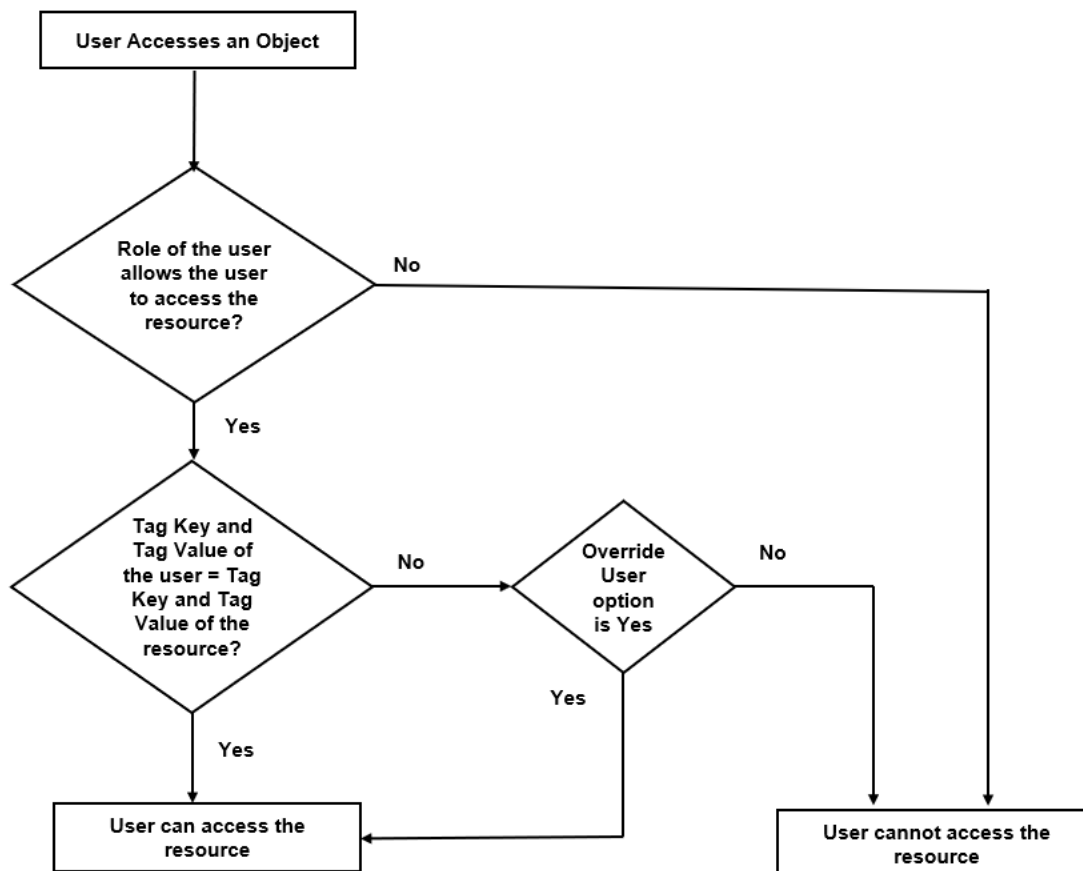 User Accesses an Object
Role of the user
allows the user
to access the
resource?
No
Yes
Tag Key and
Tag Value of
the user = Tag
Key and Tag
Value of the
resource?
No
Override
User
option
is Yes
No
Yes
Yes
User can access the
resource
User cannot access the
resource